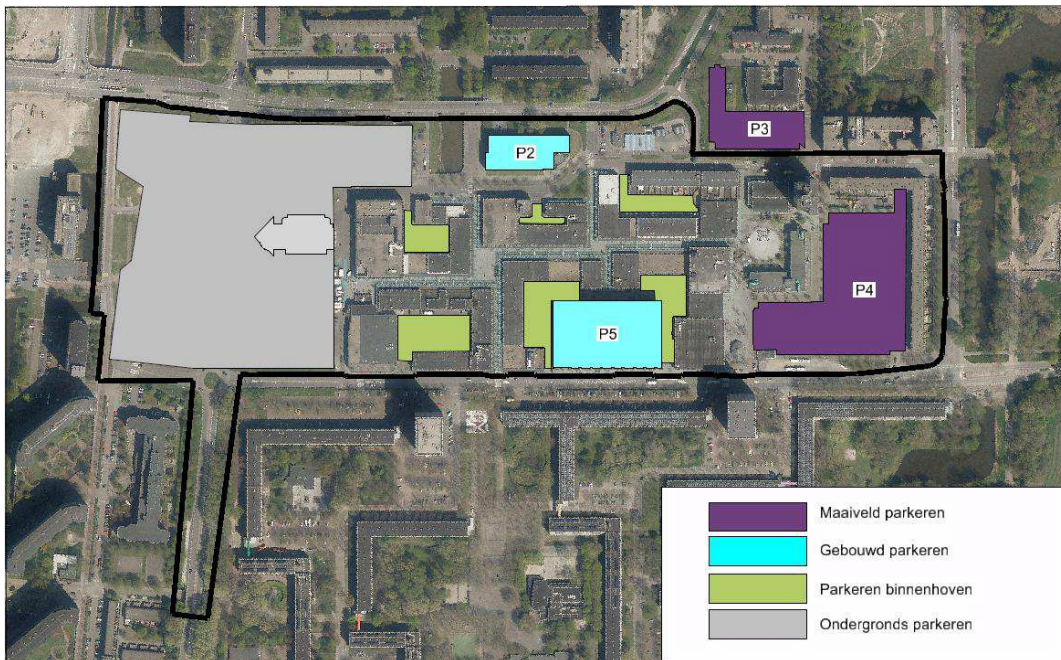 P3
P2
P4
P5
Maaiveld parkeren
Gebouwd parkeren
Parkeren binnenhoven
Ondergronds parkeren